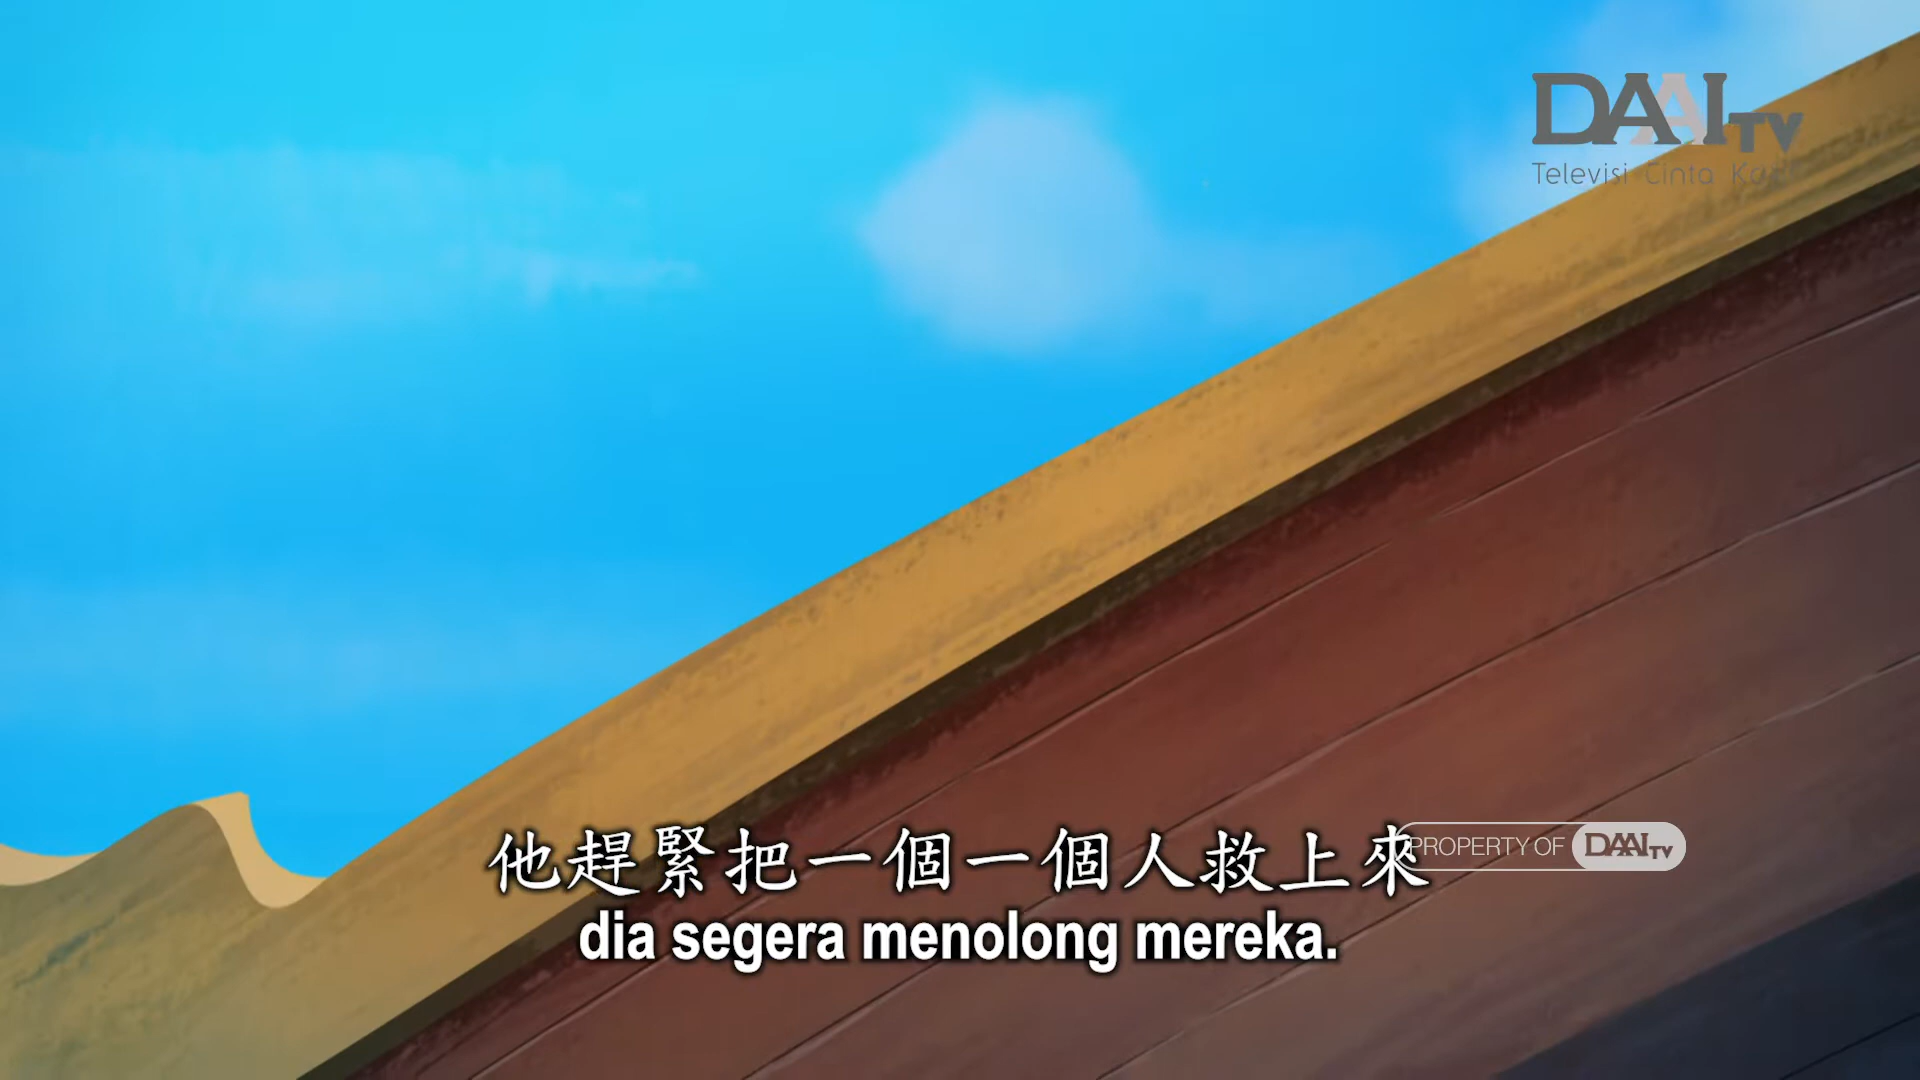 DAAI TV
Televisi Cinta
他趕緊把一個一個人救上來
PROPERTY OF DAAI TV
dia segera menolong mereka.